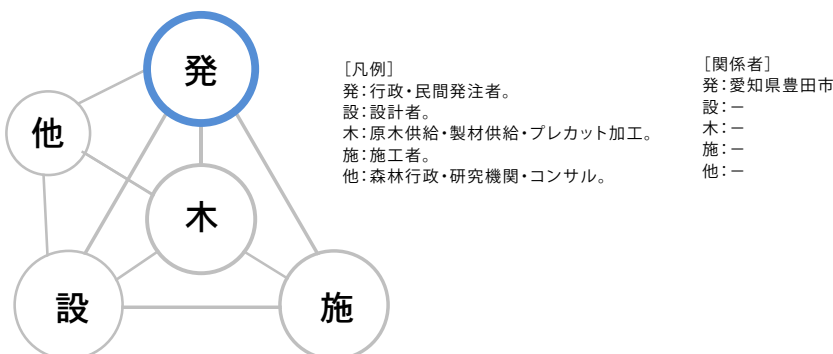 発
他
木
設
施
［凡例］
発：行政・民間発注者。
設：設計者。
木：原木供給・製材供給・プレカット加工。
施：施工者。
他：森林行政・研究機関・コンサル。
［関係者］
発：愛知県豊田市
設：－
木：－
施：－
他：－